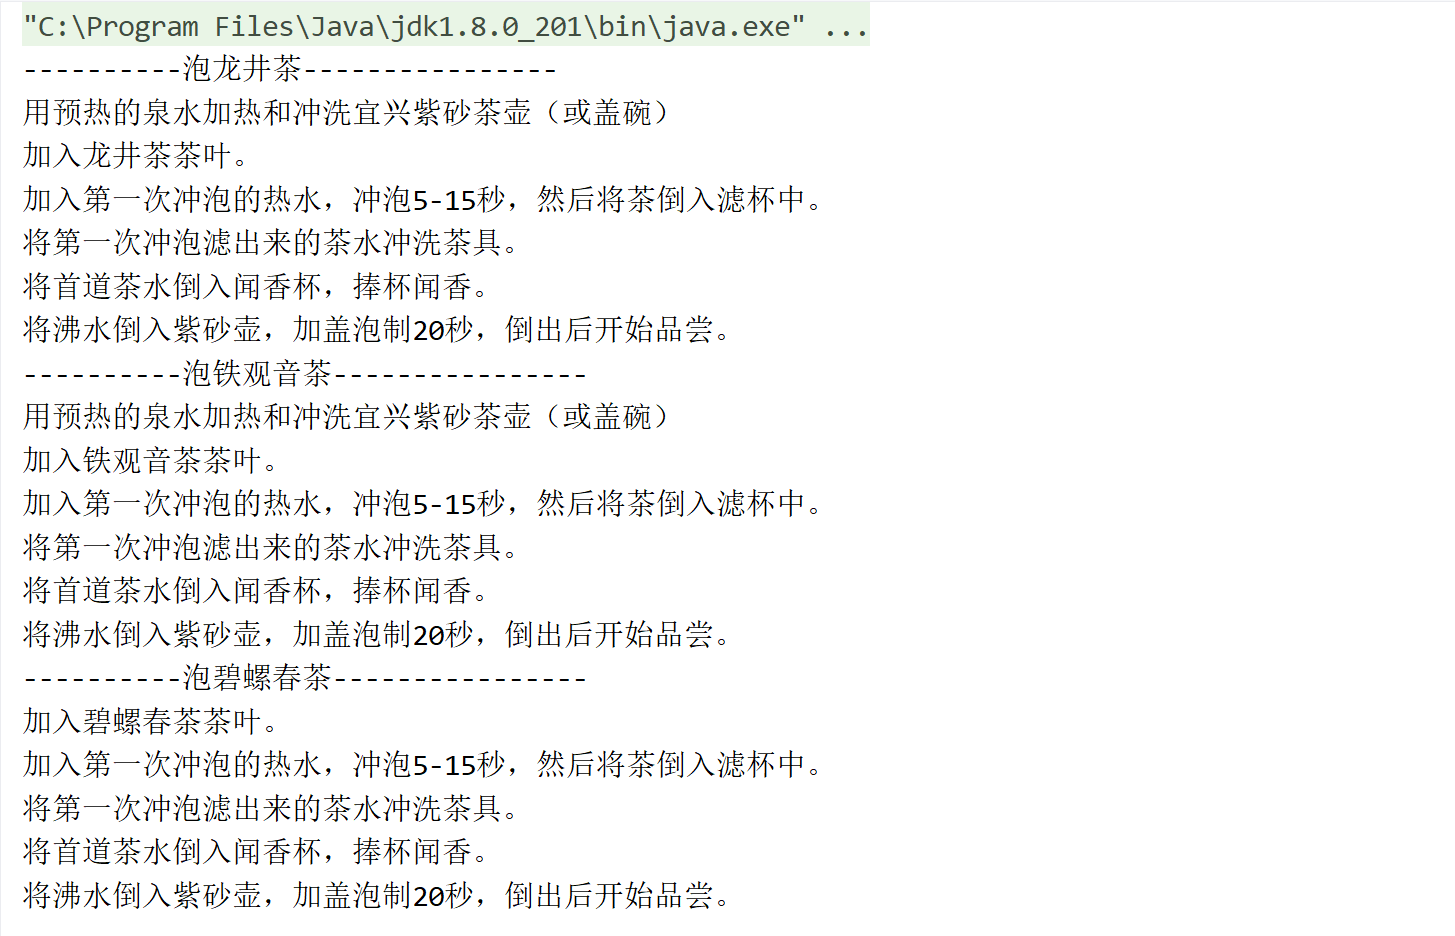 "C:\Program Files\Java\jdk1.8.0_201\bin\java.exe" ...
----------泡龙井茶----------------
用预热的泉水加热和冲洗宜兴紫砂茶壶（或盖碗）
加入龙井茶茶叶。
加入第一次冲泡的热水，冲泡5-15秒，然后将茶倒入滤杯中。
将第一次冲泡滤出来的茶水冲洗茶具。
将首道茶水倒入闻香杯，捧杯闻香。
将沸水倒入紫砂壶，加盖泡制20秒，倒出后开始品尝。
----------泡铁观音茶----------------
用预热的泉水加热和冲洗宜兴紫砂茶壶（或盖碗）
加入铁观音茶茶叶。
加入第一次冲泡的热水，冲泡5-15秒，然后将茶倒入滤杯中。
将第一次冲泡滤出来的茶水冲洗茶具。
将首道茶水倒入闻香杯，捧杯闻香。
将沸水倒入紫砂壶，加盖泡制20秒，倒出后开始品尝。
----------泡碧螺春茶----------------
加入碧螺春茶茶叶。
加入第一次冲泡的热水，冲泡5-15秒，然后将茶倒入滤杯中。
将第一次冲泡滤出来的茶水冲洗茶具。
将首道茶水倒入闻香杯，捧杯闻香。
将沸水倒入紫砂壶，加盖泡制20秒，倒出后开始品尝。